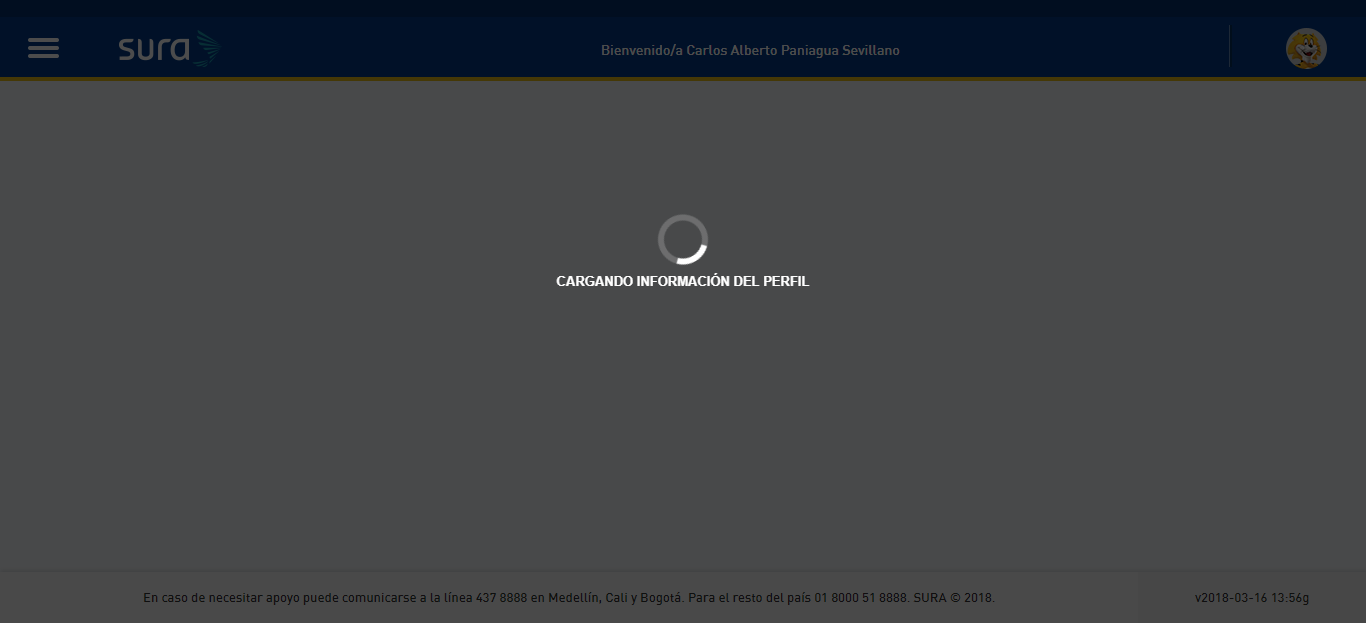 sura
Bienvenido/a Carlos Alberto Paniagua Sevillano
CARGANDO INFORMACIÓN DEL PERFIL
En caso de necesitar apoyo puede comunicarse a la línea 437 8888 en Medellín, Cali y Bogotá. Para el resto del país 01 8000 51 8888. SURA © 2018.
v2018-03-16 13:56g